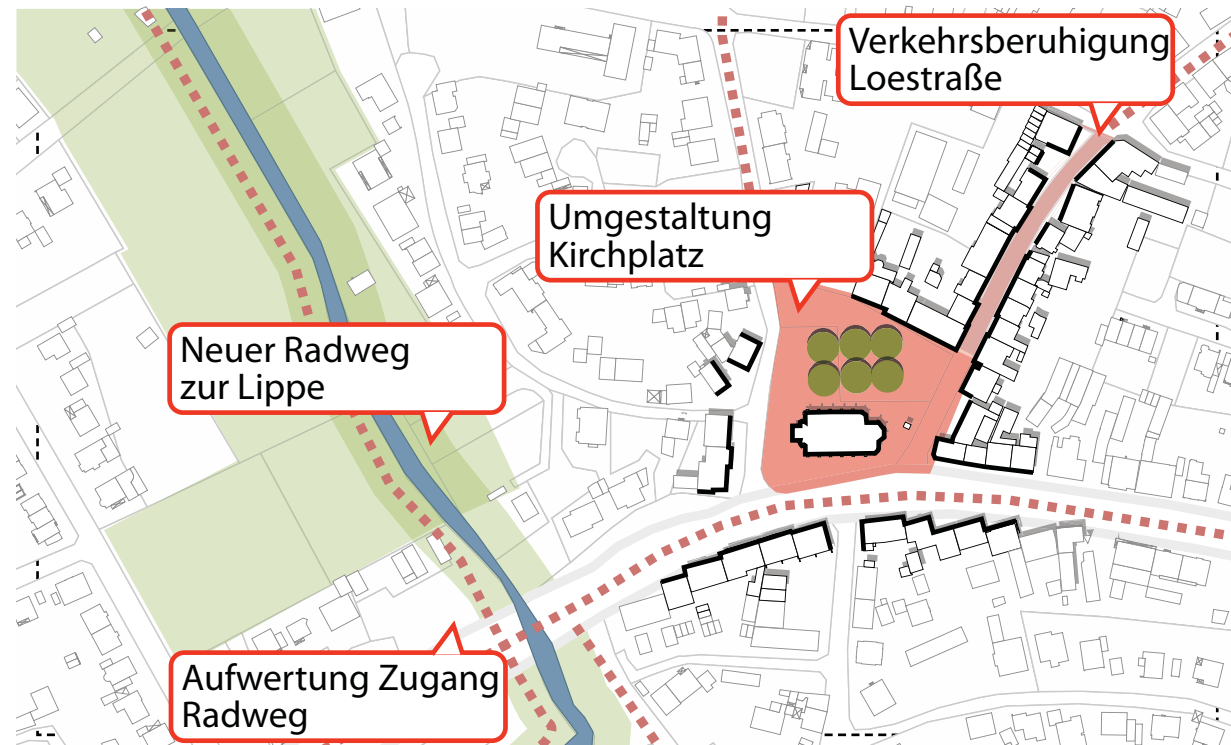 Verkehrsberuhigung
Loestraße
Umgestaltung
Kirchplatz
Neuer Radweg
zur Lippe
Aufwertung Zugang
Radweg